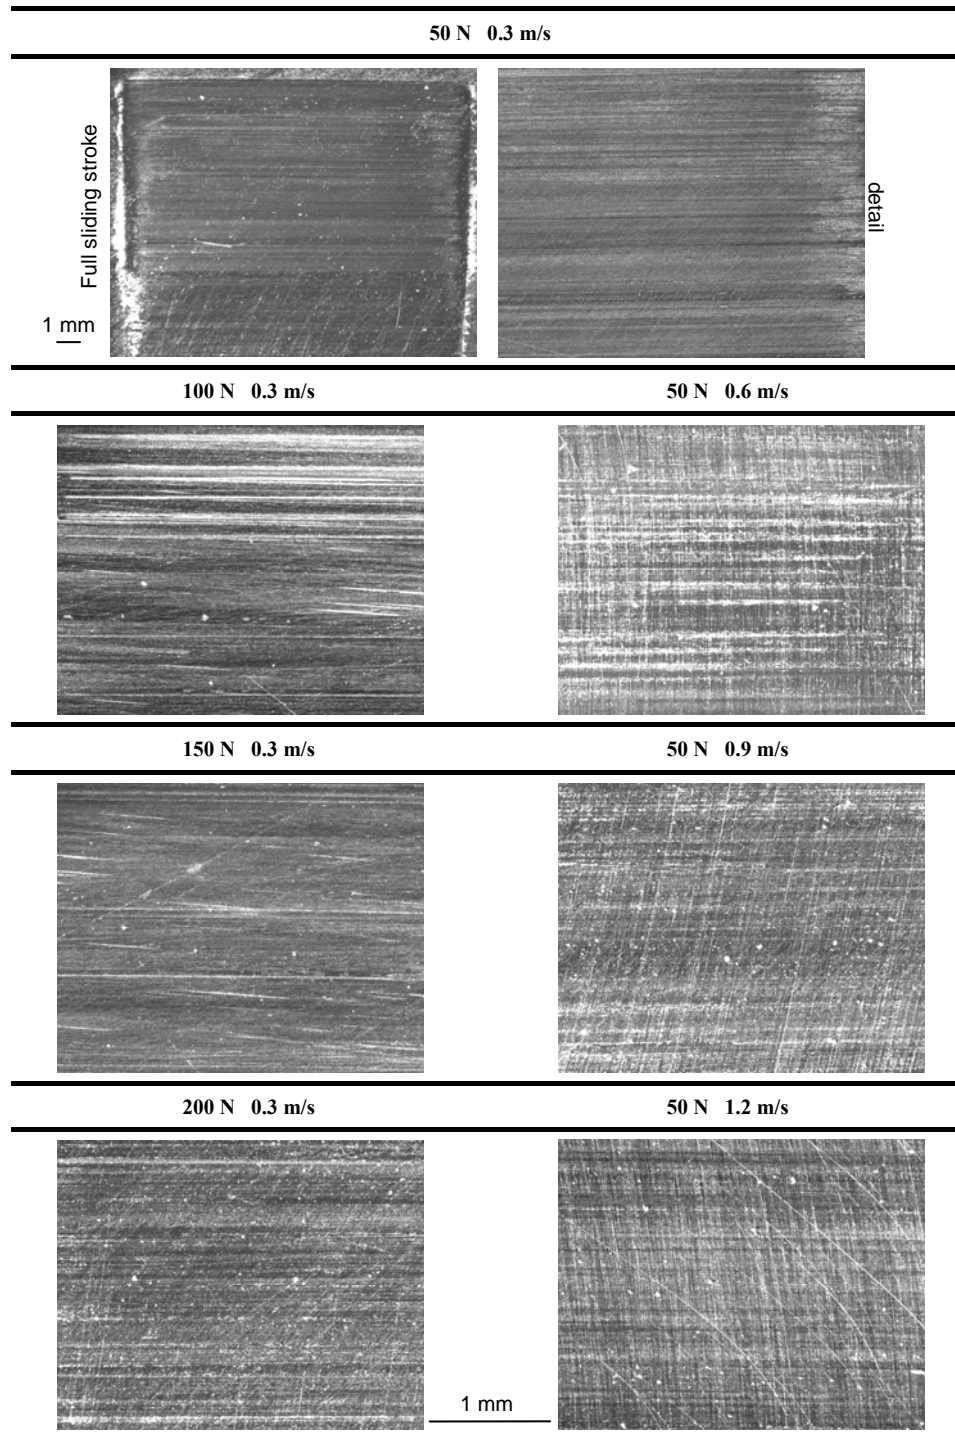 50 N 0.3 m/s
Full sliding stroke
detail
1 mm
100 N 0.3 m/s
50 N 0.6 m/s
150 N 0.3 m/s
50 N 0.9 m/s
200 N 0.3 m/s
50 N 1.2 m/s
1 mm